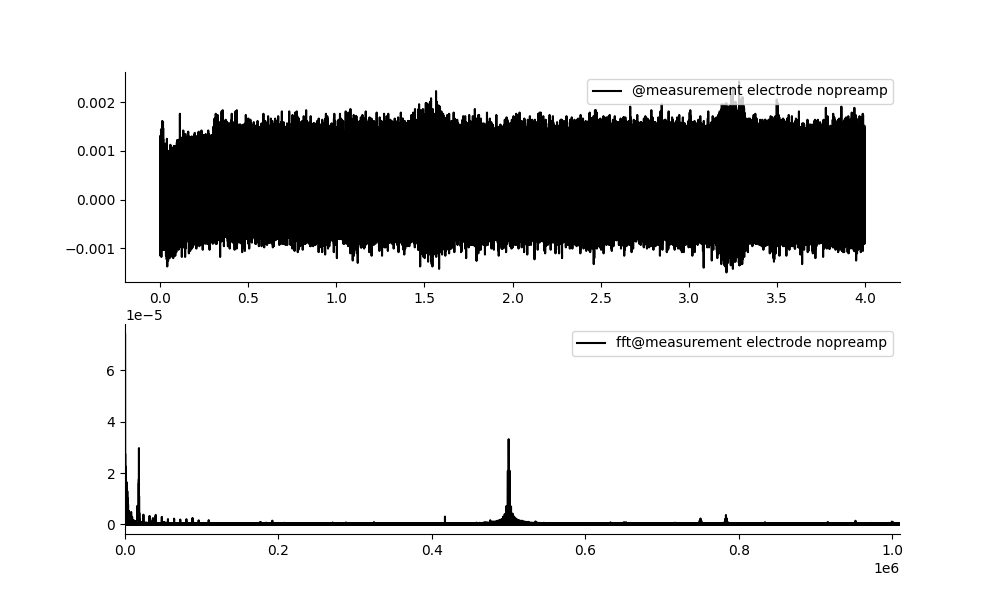 @measurement electrode nopreamp
0.002
0.001
0.000
−0.001
0.0 0.5 1.0 1.5 2.0 2.5 3.0 3.5 4.0
1e−5
fft@measurement electrode nopreamp
6
4
2
0
0.0 0.2 0.4 0.6 0.8 1.0
1e6